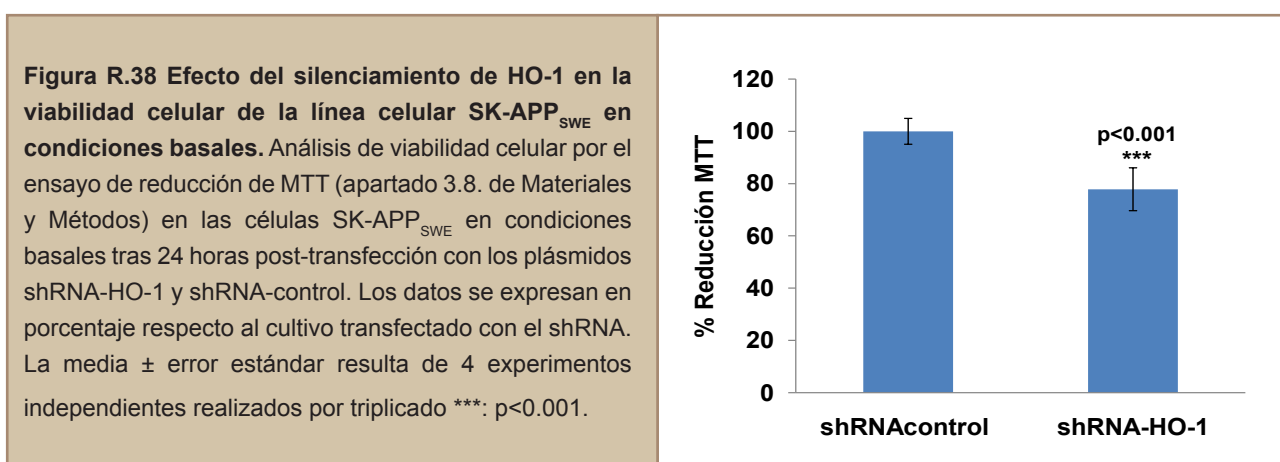 Figura R.38 Efecto del silenciamiento de HO-1 en la
viabilidad celular de la línea celular SK-APPSWE en
condiciones basales. Análisis de viabilidad celular por el
ensayo de reducción de MTT (apartado 3.8. de Materiales
y Métodos) en las células SK-APPSWE en condiciones
basales tras 24 horas post-transfección con los plásmidos
shRNA-HO-1 y shRNA-control. Los datos se expresan en
porcentaje respecto al cultivo transfectado con el shRNA.
La media ± error estándar resulta de 4 experimentos
independientes realizados por triplicado ***: p<0.001.
% Reducción MTT
120
100
80
60
40
20
0
p<0.001
***
shRNAcontrol
shRNA-HO-1